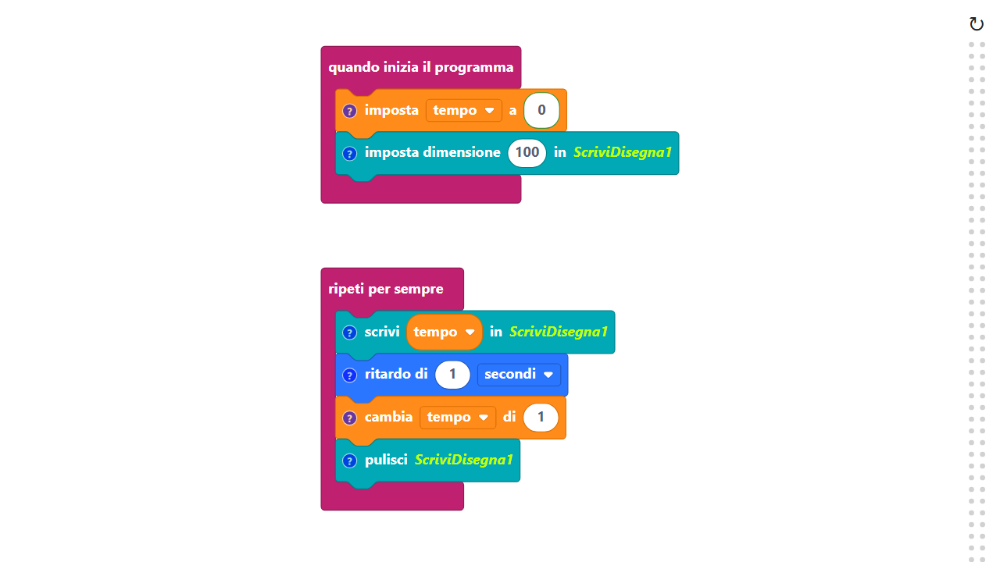 quando inizia il programma
imposta tempo a 0
imposta dimensione 100 in ScriviDisegna1
ripeti per sempre
scrivi tempo in ScriviDisegna1
ritardo di 1 secondi
cambia tempo di 1
pulisci ScriviDisegna1